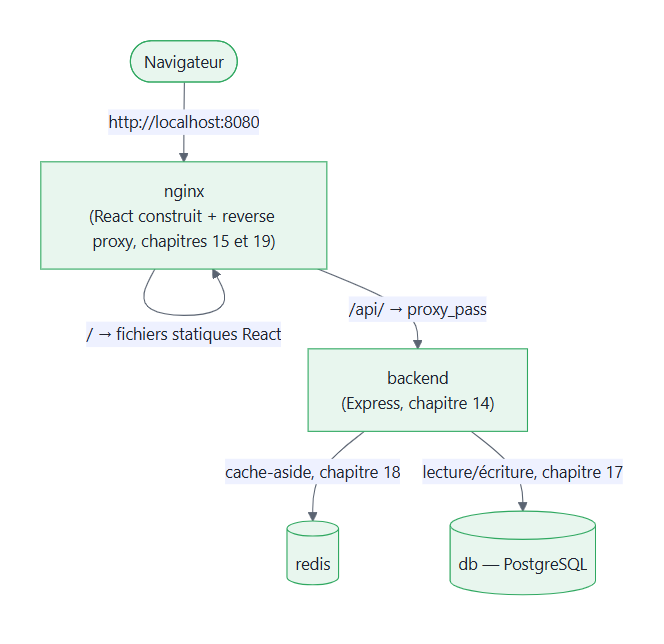 Navigateur
http://localhost:8080
nginx
(React construit + reverse
proxy, chapitres 15 et 19)
/api/ → proxy_pass
/ → fichiers statiques React
backend
(Express, chapitre 14)
cache-aside, chapitre 18
lecture/écriture, chapitre 17
redis
db — PostgreSQL